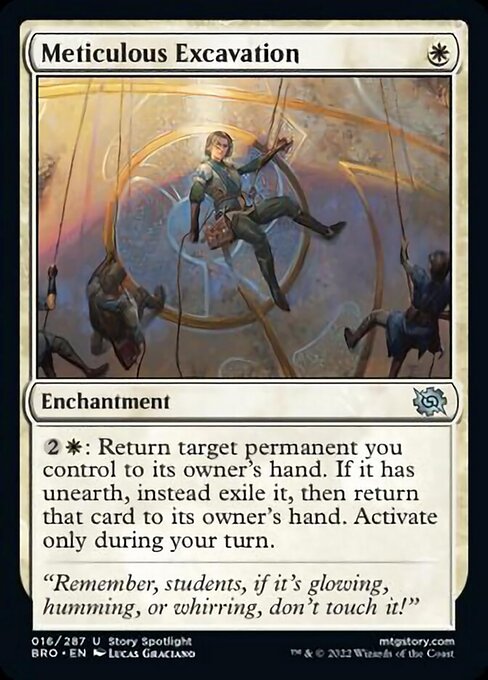 Meticulous Excavation
Enchantment
2: Return target permanent you
control to its owner's hand. If it has
unearth, instead exile it, then return
that card to its owner's hand. Activate
only during your turn.
"Remember, students, if it's glowing,
humming, or whirring, don't touch it!"
016/287 U Story Spotlight mtgstory.com
BRO • EN Lucas Graciano ™ & © 2022 Wizards of the Coast